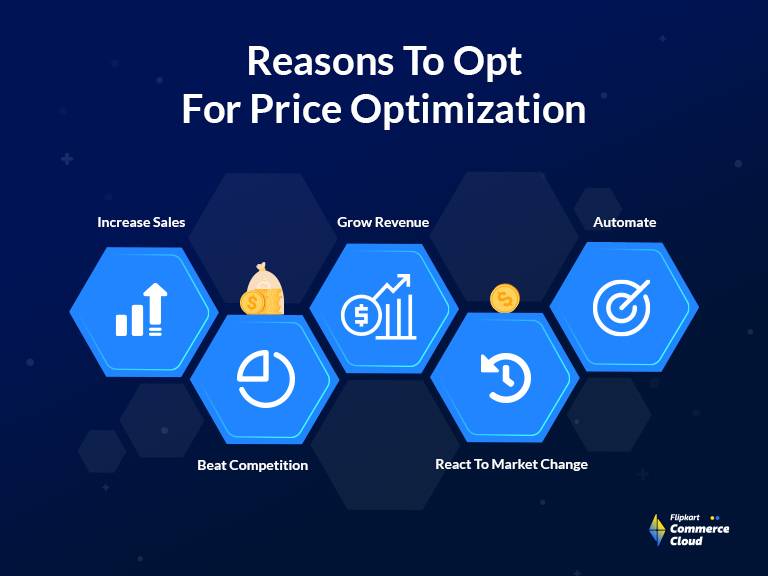 Reasons To Opt
For Price Optimization
Increase Sales
Grow Revenue
Automate
$
$
$
Beat Competition
React To Market Change
Flipkart
Commerce
Cloud